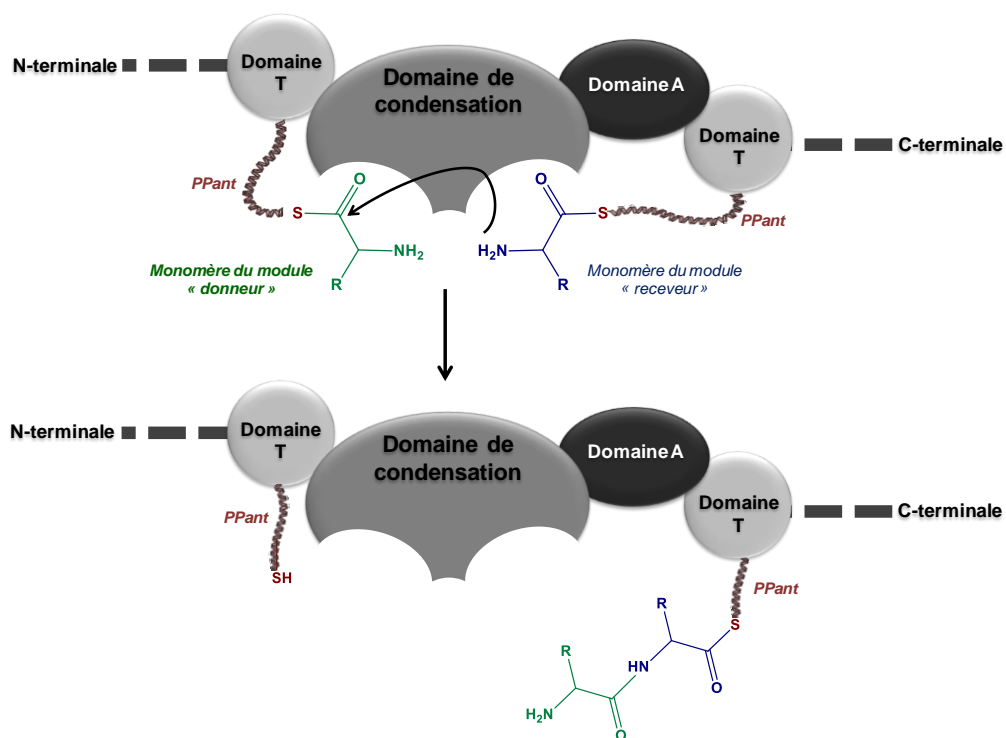 N-terminale
Domaine
T
Domaine de
condensation
Domaine A
Domaine
T
C-terminale
PPant
S
O
NH2
R
O
S
H2N
R
PPant
Monomère du module
« donneur »
Monomère du module
« receveur »
N-terminale
Domaine
T
Domaine de
condensation
Domaine A
Domaine
T
C-terminale
PPant
SH
PPant
S
R
O
HN
R
H2N
O